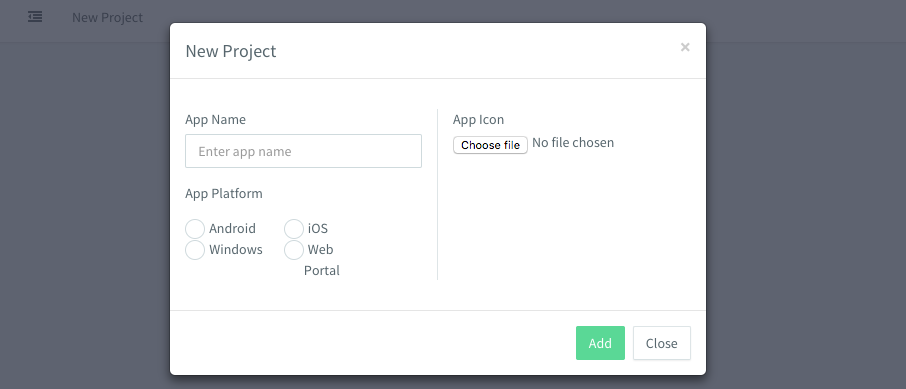 New Project
New Project ×
App Name
Enter app name
App Platform
Android iOS
Windows Web
Portal
App Icon
Choose file No file chosen
Add Close